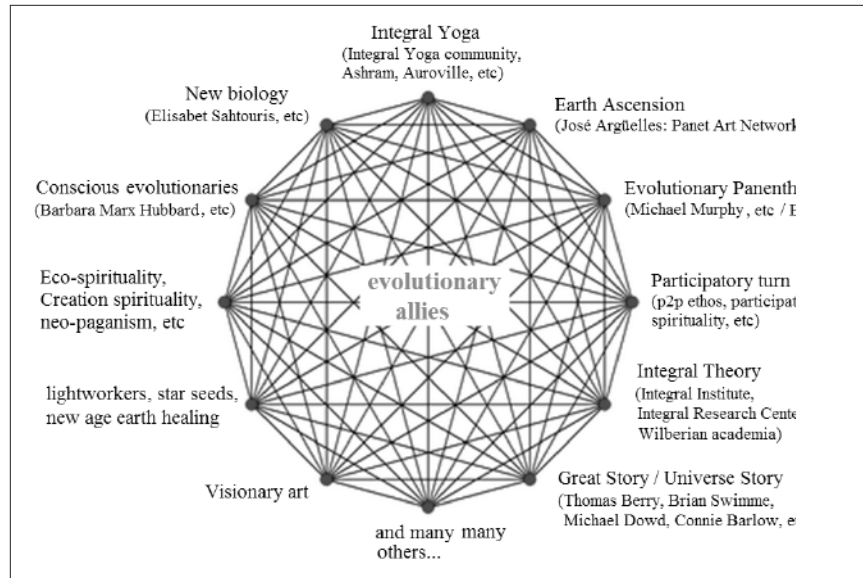 Integral Yoga
(Integral Yoga community,
Ashram, Auroville, etc)
New biology
(Elisabet Sahtouris, etc)
Earth Ascension
(José Argüelles: Panet Art Network
Conscious evolutionaries
(Barbara Marx Hubbard, etc)
Evolutionary Panenth
(Michael Murphy, etc / E
Eco-spirituality,
Creation spirituality,
neo-paganism, etc
evolutionary
allies
Participatory turn
(p2p ethos, participat
spirituality, etc)
lightworkers, star seeds,
new age earth healing
Integral Theory
(Integral Institute,
Integral Research Cente
Wilberian academia)
Visionary art
Great Story / Universe Story
(Thomas Berry, Brian Swimme,
Michael Dowd, Connie Barlow, e
and many many
others...